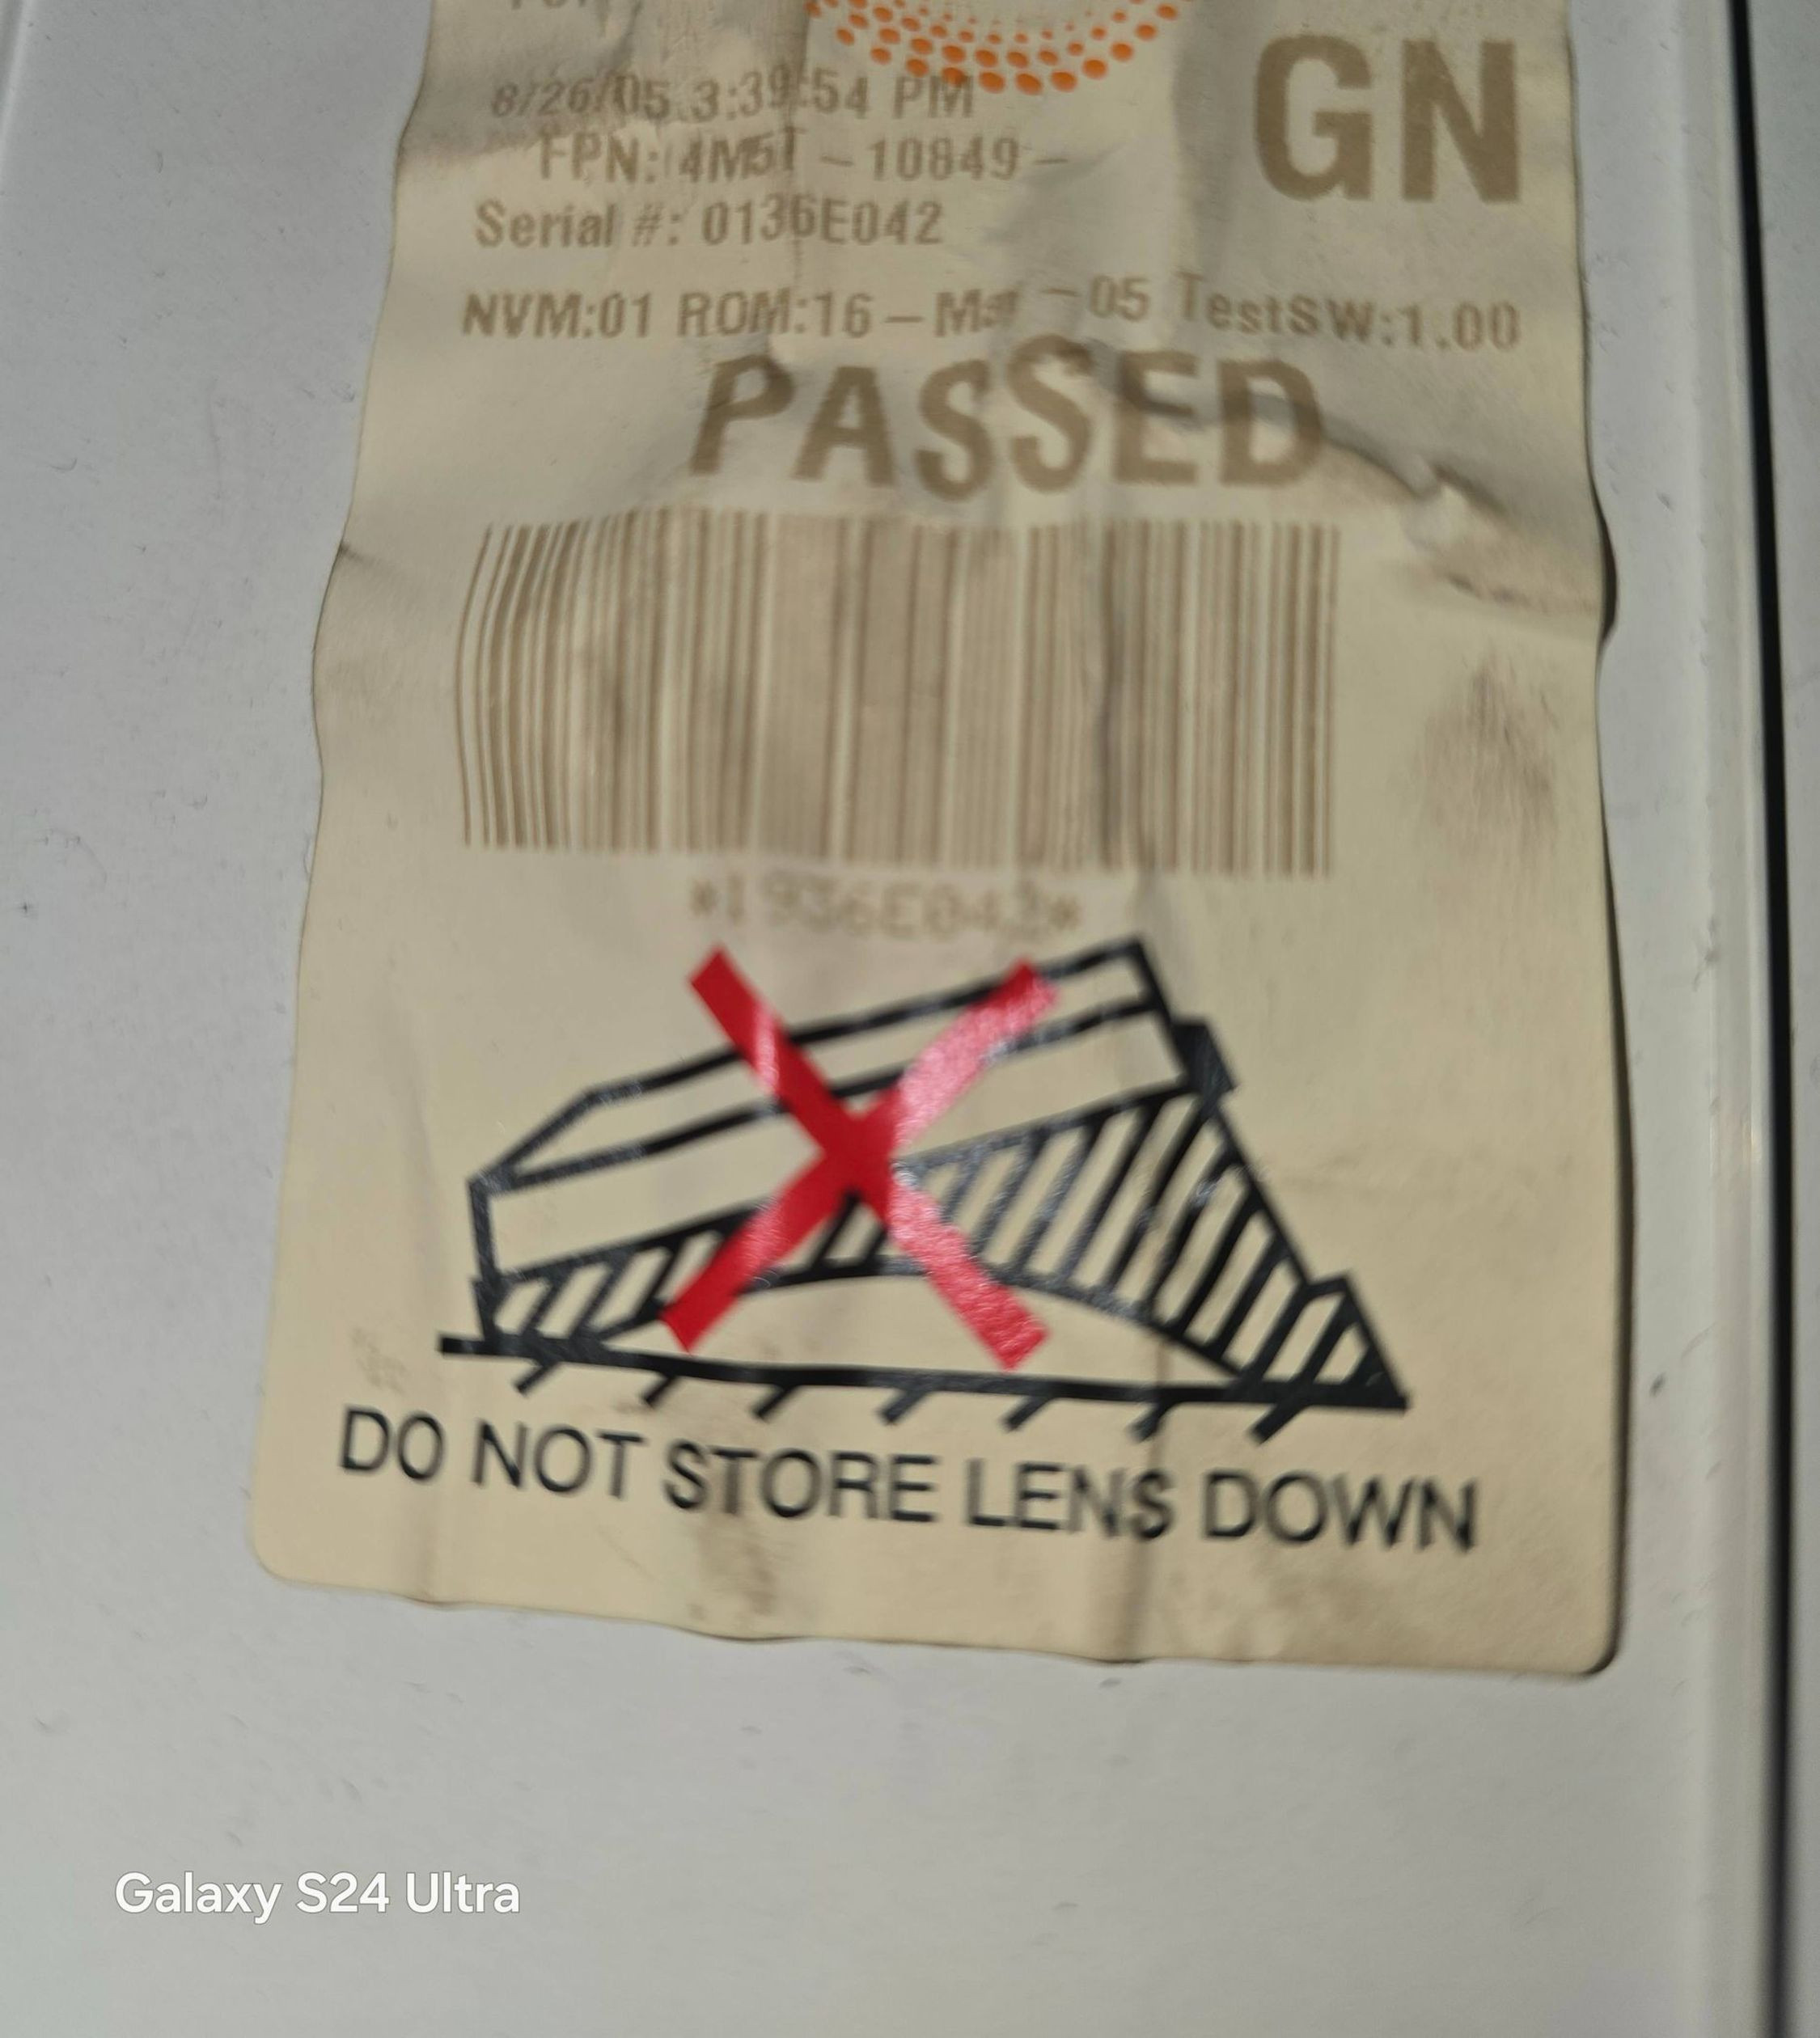 GN
8/26/05 3:39:54 PM
FPN: 4M5T - 10849 -
Serial #: 0136E042
NVM:01 ROM:16 - -05 TestSW:1.00
PASSED
DO NOT STORE LENS DOWN
Galaxy S24 Ultra